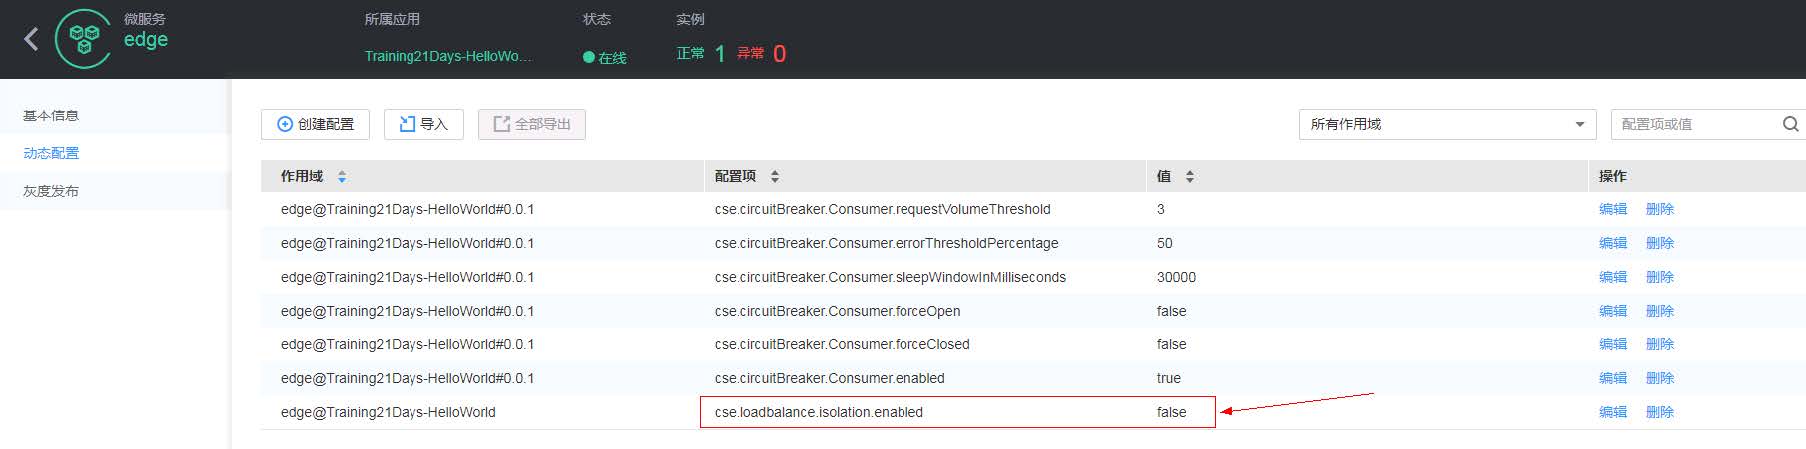 微服务 所属应用 状态 实例
edge Training21Days-HelloWo... 在线 正常 1 异常 0
基本信息
动态配置
灰度发布
创建配置 导入 全部导出 所有作用域 配置项或值
作用域 配置项 值 操作
edge@Training21Days-HelloWorld#0.0.1 cse.circuitBreaker.Consumer.requestVolumeThreshold 3 编辑 删除
edge@Training21Days-HelloWorld#0.0.1 cse.circuitBreaker.Consumer.errorThresholdPercentage 50 编辑 删除
edge@Training21Days-HelloWorld#0.0.1 cse.circuitBreaker.Consumer.sleepWindowInMilliseconds 30000 编辑 删除
edge@Training21Days-HelloWorld#0.0.1 cse.circuitBreaker.Consumer.forceOpen false 编辑 删除
edge@Training21Days-HelloWorld#0.0.1 cse.circuitBreaker.Consumer.forceClosed false 编辑 删除
edge@Training21Days-HelloWorld#0.0.1 cse.circuitBreaker.Consumer.enabled true 编辑 删除
edge@Training21Days-HelloWorld cse.loadbalance.isolation.enabled false 编辑 删除